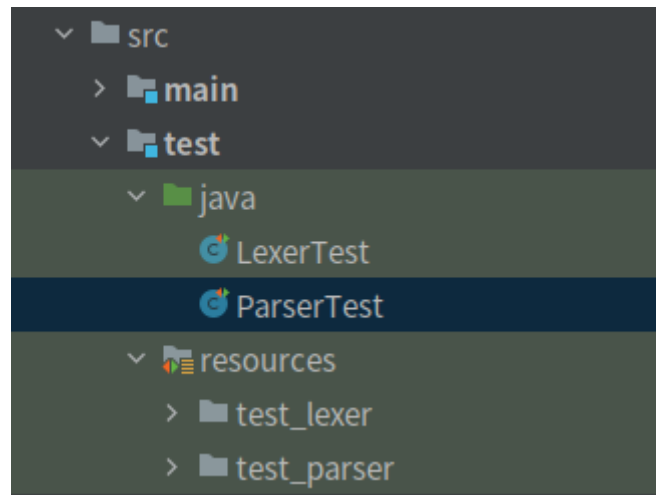 src
main
test
java
LexerTest
ParserTest
resources
test_lexer
test_parser